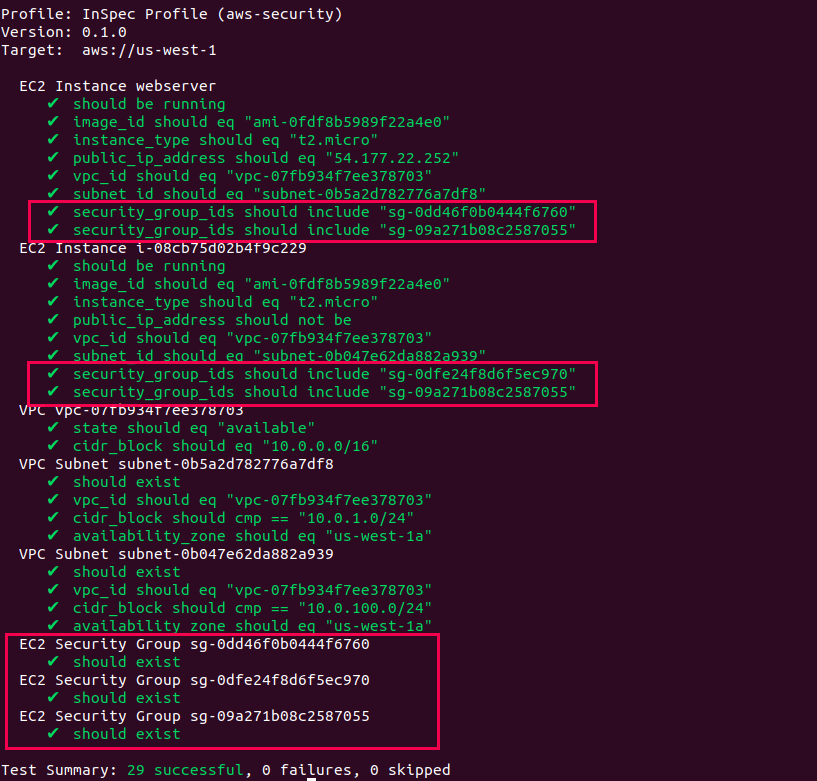 Profile: InSpec Profile (aws-security)
Version: 0.1.0
Target:  aws://us-west-1
EC2 Instance webserver
✔ should be running
✔ image_id should eq "ami-0fdf8b5989f22a4e0"
✔ instance_type should eq "t2.micro"
✔ public_ip_address should eq "54.177.22.252"
✔ vpc_id should eq "vpc-07fb934f7ee378703"
✔ subnet_id should eq "subnet-0b5a2d782776a7df8"
✔ security_group_ids should include "sg-0dd46f0b0444f6760"
✔ security_group_ids should include "sg-09a271b08c2587055"
EC2 Instance i-08cb75d02b4f9c229
✔ should be running
✔ image_id should eq "ami-0fdf8b5989f22a4e0"
✔ instance_type should eq "t2.micro"
✔ public_ip_address should not be
✔ vpc_id should eq "vpc-07fb934f7ee378703"
✔ subnet_id should eq "subnet-0b047e62da882a939"
✔ security_group_ids should include "sg-0dfe24f8d6f5ec970"
✔ security_group_ids should include "sg-09a271b08c2587055"
VPC vpc-07fb934f7ee378703
✔ state should eq "available"
✔ cidr_block should eq "10.0.0.0/16"
VPC Subnet subnet-0b5a2d782776a7df8
✔ should exist
✔ vpc_id should eq "vpc-07fb934f7ee378703"
✔ cidr_block should cmp == "10.0.1.0/24"
✔ availability_zone should eq "us-west-1a"
VPC Subnet subnet-0b047e62da882a939
✔ should exist
✔ vpc_id should eq "vpc-07fb934f7ee378703"
✔ cidr_block should cmp == "10.0.100.0/24"
✔ availability_zone should eq "us-west-1a"
EC2 Security Group sg-0dd46f0b0444f6760
✔ should exist
EC2 Security Group sg-0dfe24f8d6f5ec970
✔ should exist
EC2 Security Group sg-09a271b08c2587055
✔ should exist
Test Summary: 29 successful, 0 failures, 0 skipped